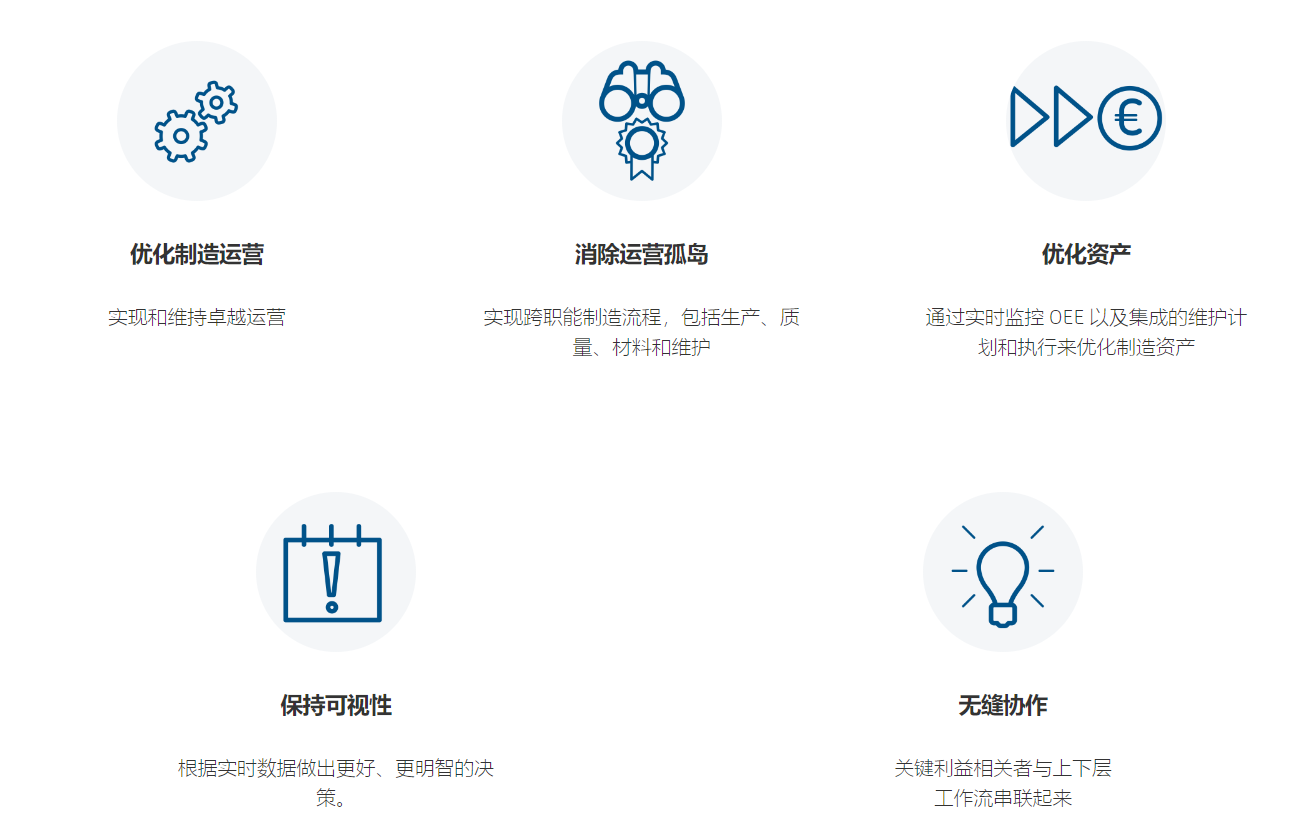 优化制造运营
实现和维持卓越运营
消除运营孤岛
实现跨职能制造流程，包括生产、质
量、材料和维护
优化资产
通过实时监控 OEE 以及集成的维护计
划和执行来优化制造资产
保持可视性
根据实时数据做出更好、更明智的决
策。
无缝协作
关键利益相关者与上下层
工作流串联起来